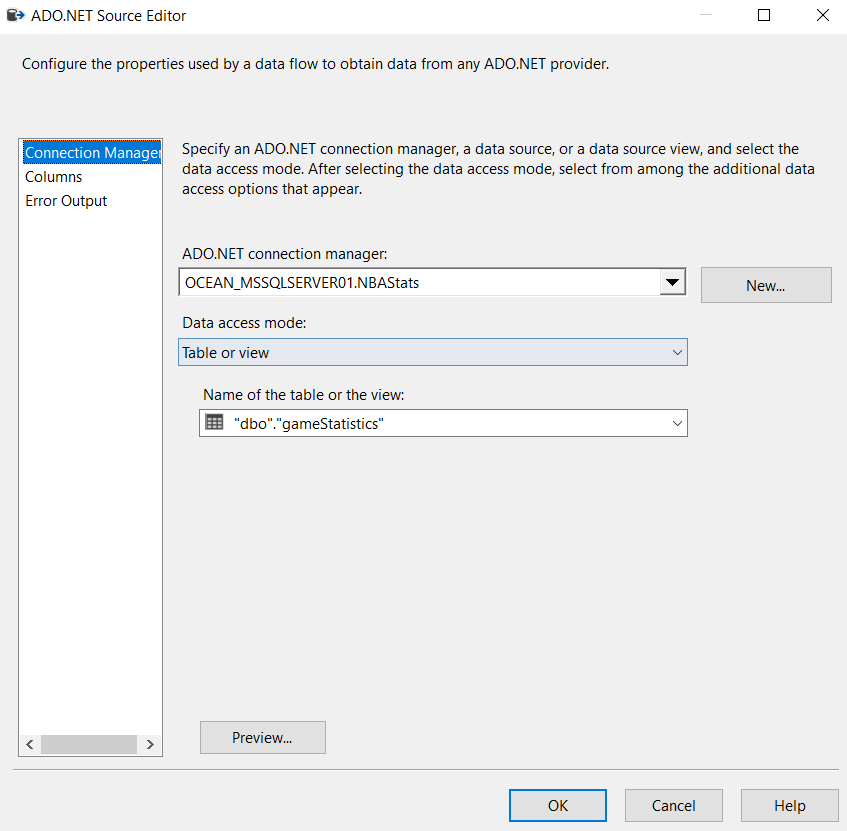 ADO.NET Source Editor
Configure the properties used by a data flow to obtain data from any ADO.NET provider.
Connection Manager
Columns
Error Output
Specify an ADO.NET connection manager, a data source, or a data source view, and select the
data access mode. After selecting the data access mode, select from among the additional data
access options that appear.
ADO.NET connection manager:
OCEAN_MSSQLSERVER01.NBAStats
New...
Data access mode:
Table or view
Name of the table or the view:
"dbo"."gameStatistics"
Preview...
OK
Cancel
Help